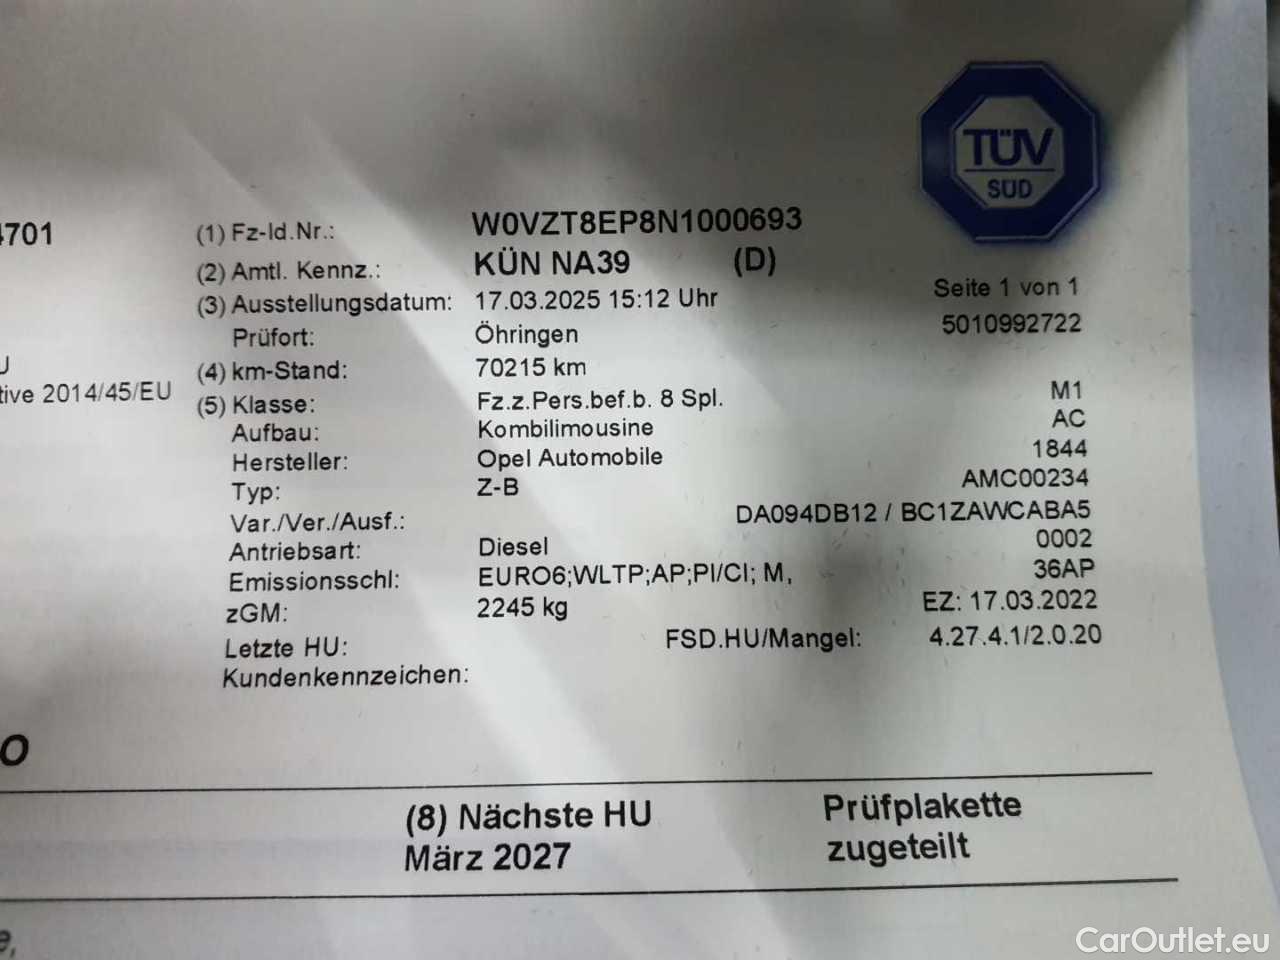 TÜV
SÜD
4701
(1) Fz-Id.Nr.: W0VZT8EP8N1000693
(2) Amtl. Kennz.: KÜN NA39 (D)
(3) Ausstellungsdatum: 17.03.2025 15:12 Uhr Seite 1 von 1
Prüfort: Öhringen 5010992722
U (4) km-Stand: 70215 km
tive 2014/45/EU (5) Klasse: Fz.z.Pers.bef.b. 8 Spl. M1
Aufbau: Kombilimousine AC
Hersteller: Opel Automobile 1844
Typ: Z-B AMC00234
Var./Ver./Ausf.: DA094DB12 / BC1ZAWCABA5
Antriebsart: Diesel 0002
Emissionsschl: EURO6;WLTP;AP;PI/CI; M, 36AP
zGM: 2245 kg EZ: 17.03.2022
Letzte HU: FSD.HU/Mangel: 4.27.4.1/2.0.20
Kundenkennzeichen:
o
(8) Nächste HU Prüfplakette
März 2027 zugeteilt
e,
CarOutlet.eu